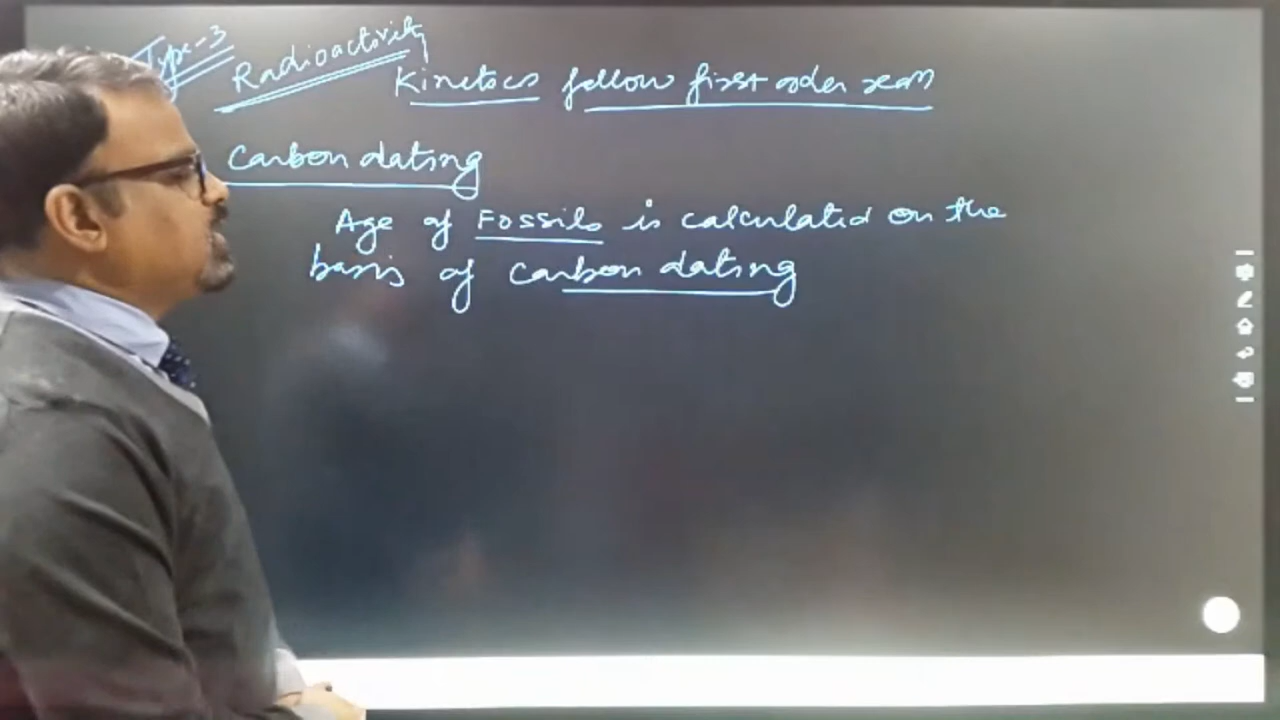 Type-3 Radioactivity Kinetics follow first order rean
Carbon dating
Age of Fossils is calculated on the
basis of Carbon dating